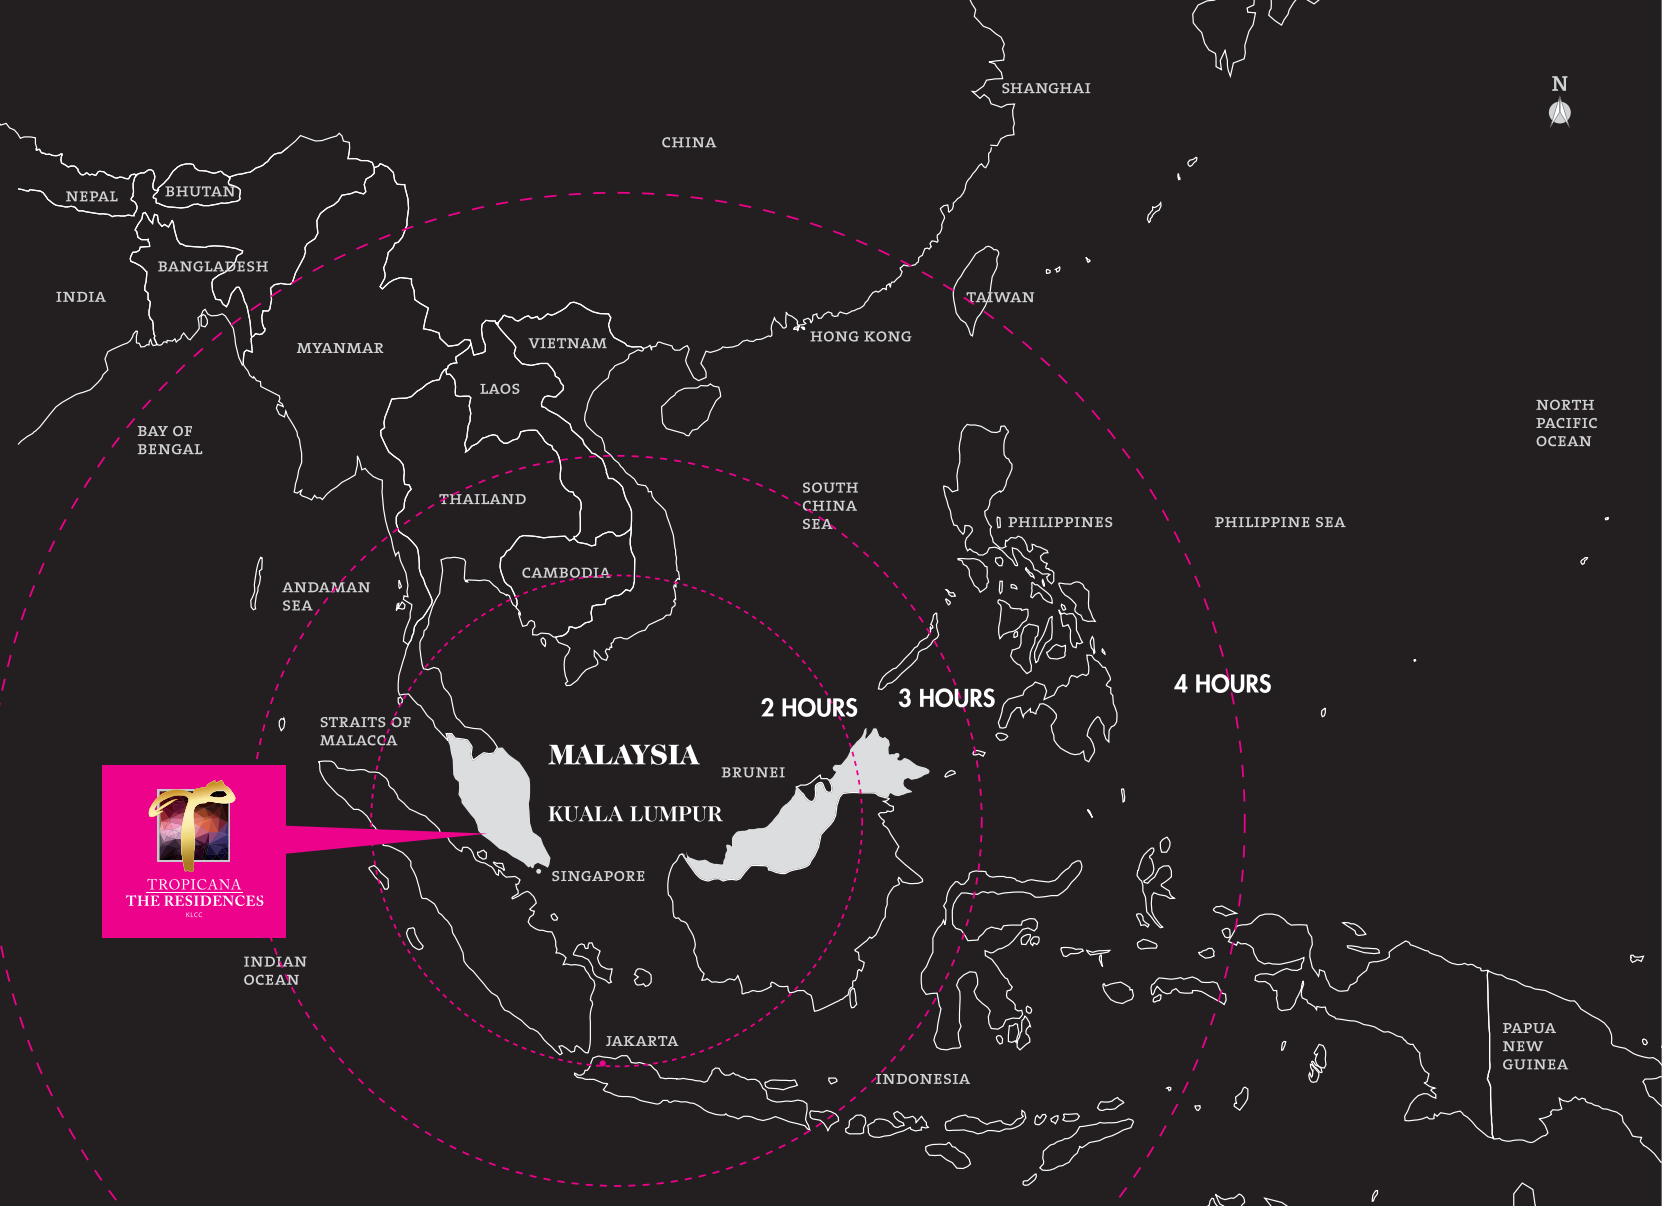 SHANGHAI
N
CHINA
NEPAL
BHUTAN
BANGLADESH
INDIA
TAIWAN
HONG KONG
MYANMAR
VIETNAM
LAOS
NORTH
PACIFIC
OCEAN
BAY OF
BENGAL
THAILAND
SOUTH
CHINA
SEA
PHILIPPINES
PHILIPPINE SEA
CAMBODIA
ANDAMAN
SEA
4 HOURS
3 HOURS
2 HOURS
STRAITS OF
MALACCA
MALAYSIA
BRUNEI
KUALA LUMPUR
SINGAPORE
TROPICANA
THE RESIDENCES
KLCC
INDIAN
OCEAN
JAKARTA
INDONESIA
PAPUA
NEW
GUINEA